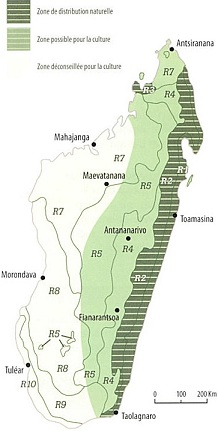 Zone de distribution naturelle
Zone possible pour la culture
Zone déconseillée pour la culture
Antsiranana
R7
R3
R4
Mahajanga
R7
R1
Maevatanana
R2
R5
R7
Toamasina
Antananarivo
R4
Morondava
R8
R2
R5
Fianarantsoa
R5
Tuléar
R8
R5
R4
R10
R9
Taolagnaro
0
100
200 Km